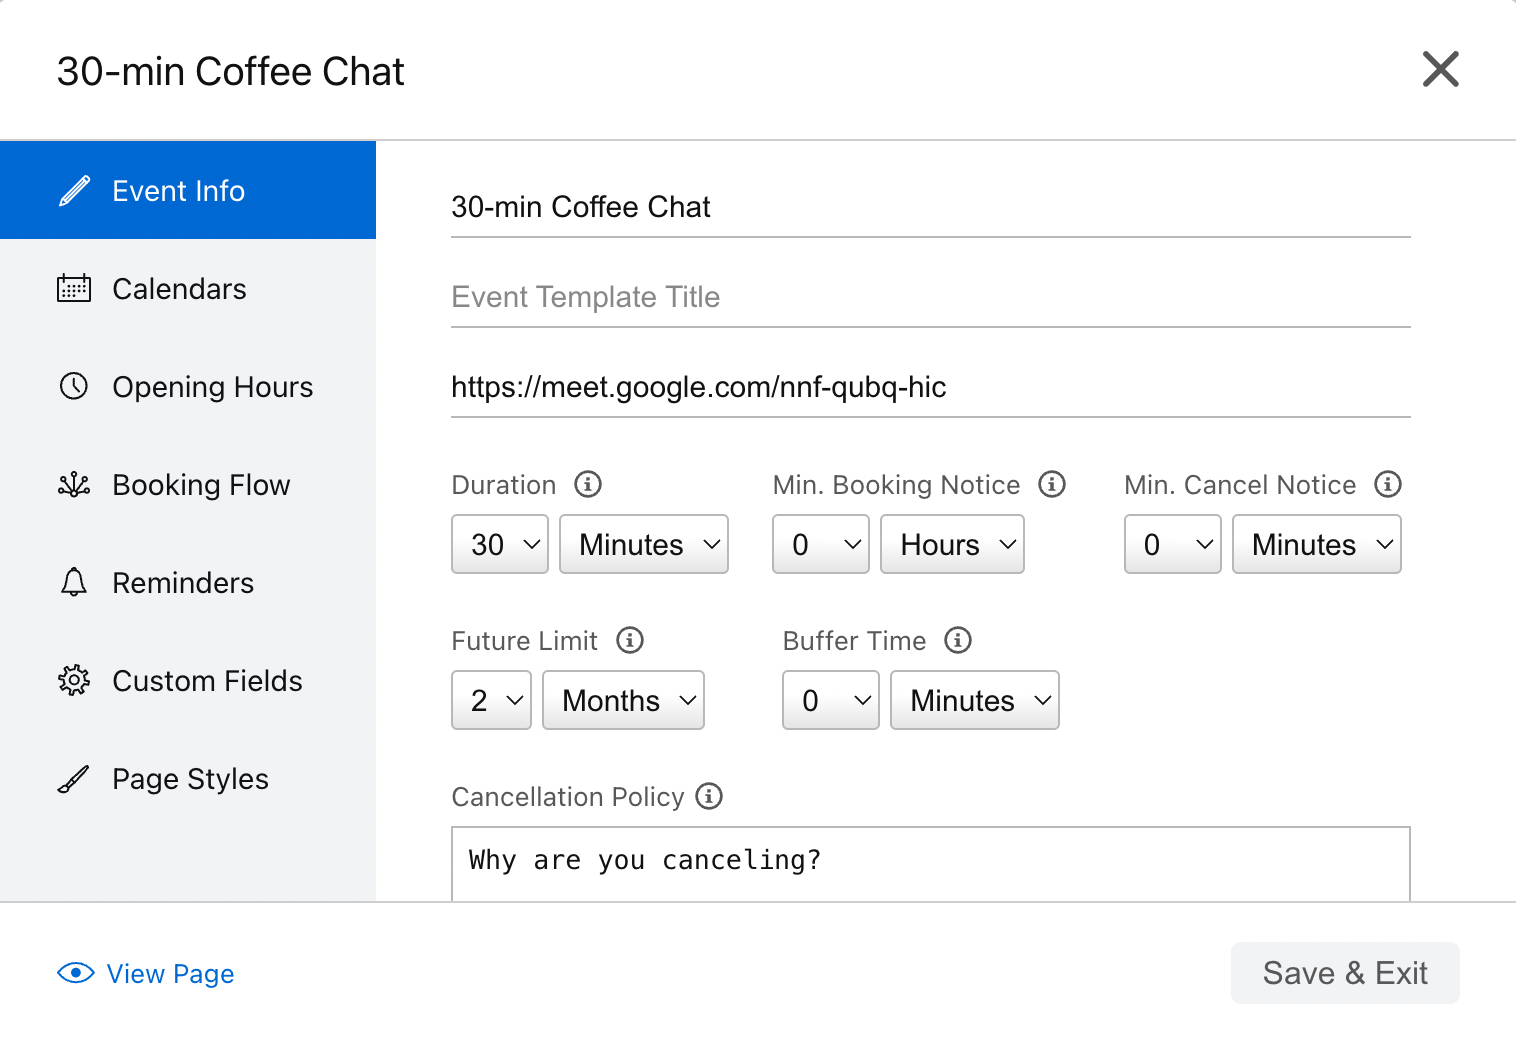 30-min Coffee Chat
Event Info
Calendars
Opening Hours
Booking Flow
Reminders
Custom Fields
Page Styles
30-min Coffee Chat
Event Template Title
https://meet.google.com/nnf-qubq-hic
Duration Min. Booking Notice Min. Cancel Notice
30 Minutes 0 Hours 0 Minutes
Future Limit Buffer Time
2 Months 0 Minutes
Cancellation Policy
Why are you canceling?
View Page
Save & Exit